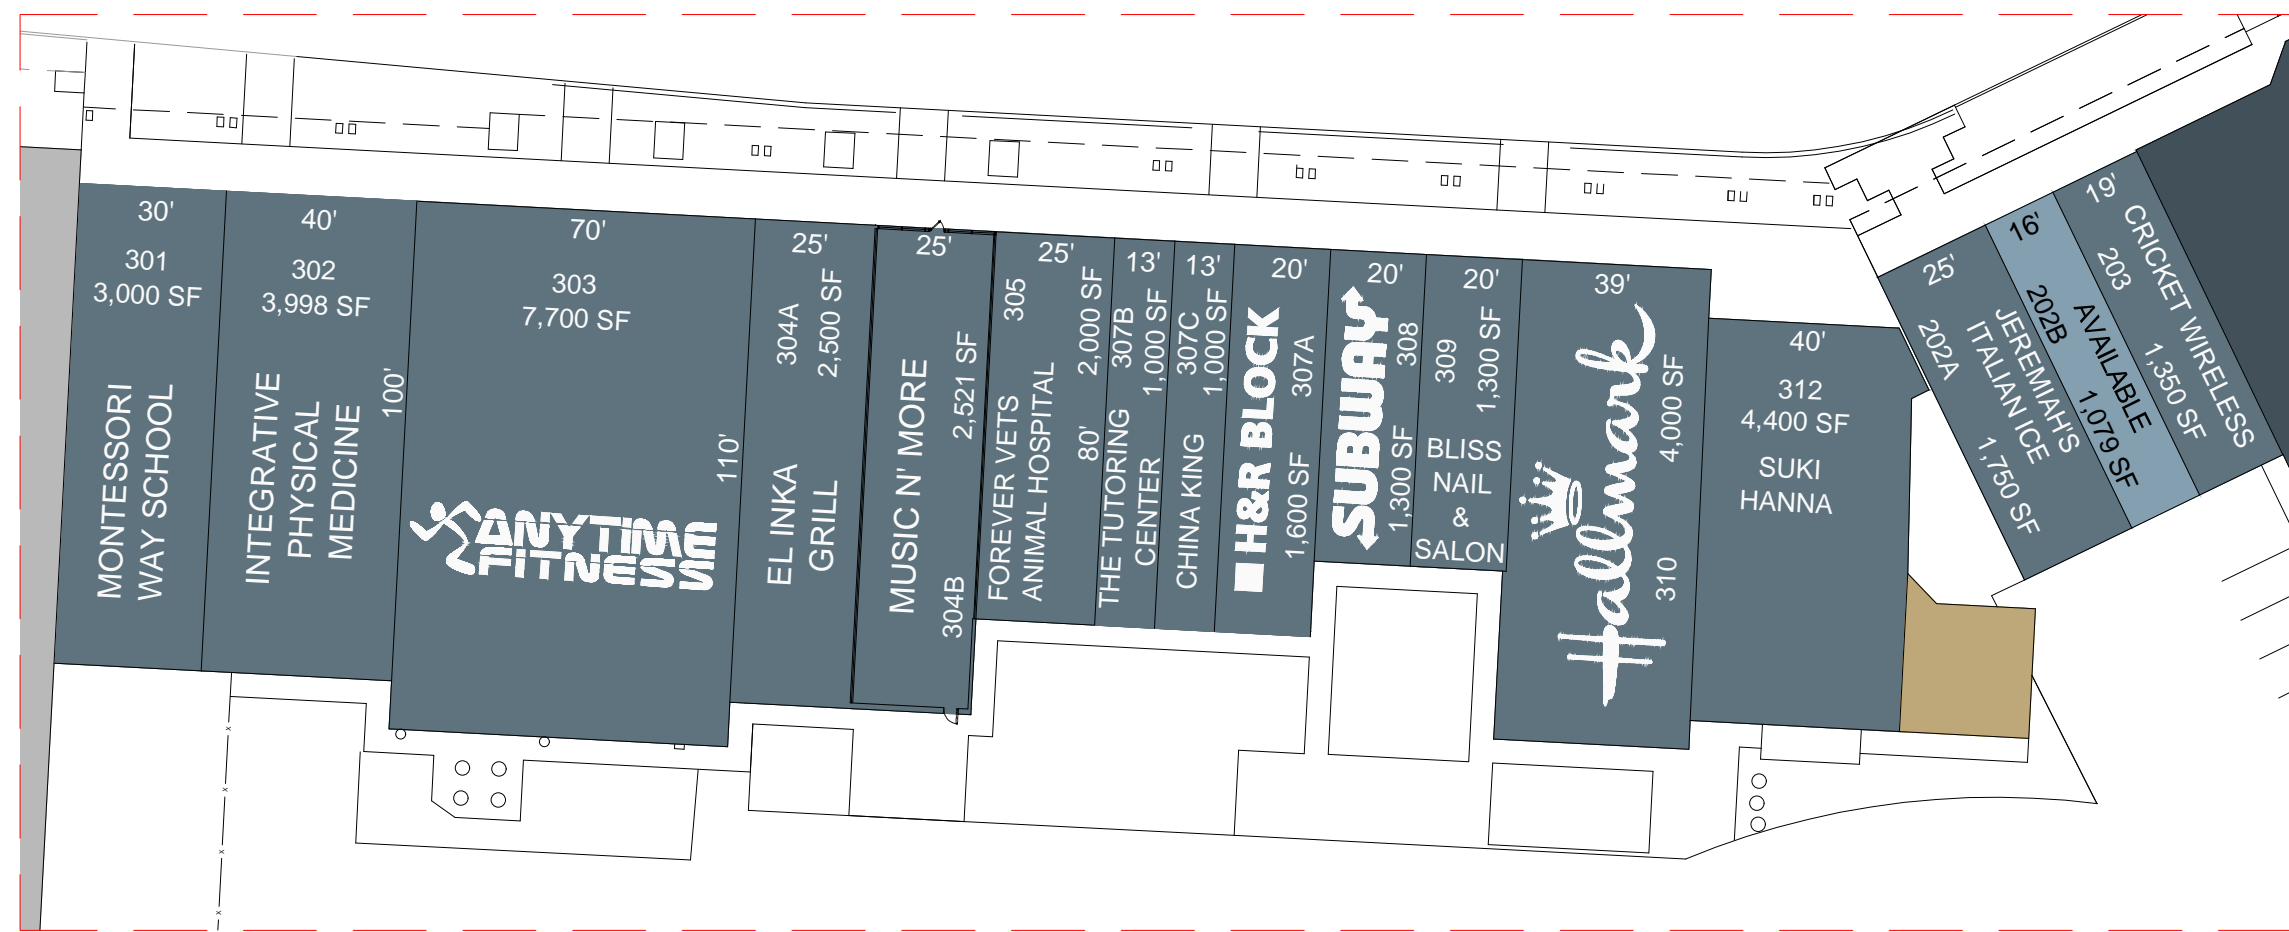 30'
301
3,000 SF
MONTESSORI
WAY SCHOOL
40'
302
3,998 SF
INTEGRATIVE
PHYSICAL
MEDICINE
100'
70'
303
7,700 SF
110'
ANYTIME
FITNESS
25'
304A
2,500 SF
EL INKA
GRILL
25'
MUSIC N' MORE
2,521 SF
304B
25'
305
2,000 SF
FOREVER VETS
ANIMAL HOSPITAL
80'
13'
307B
1,000 SF
THE TUTORING
CENTER
13'
307C
1,000 SF
CHINA KING
20'
H&R BLOCK
307A
1,600 SF
20'
SUBWAY
308
1,300 SF
20'
309
1,300 SF
BLISS
NAIL
&
SALON
39'
Hallmark
4,000 SF
310
40'
312
4,400 SF
SUKI
HANNA
25'
202A
JEREMIAH'S
ITALIAN ICE
1,750 SF
16'
202B
AVAILABLE
1,079 SF
19'
203
CRICKET WIRELESS
1,350 SF
x
x
x
x